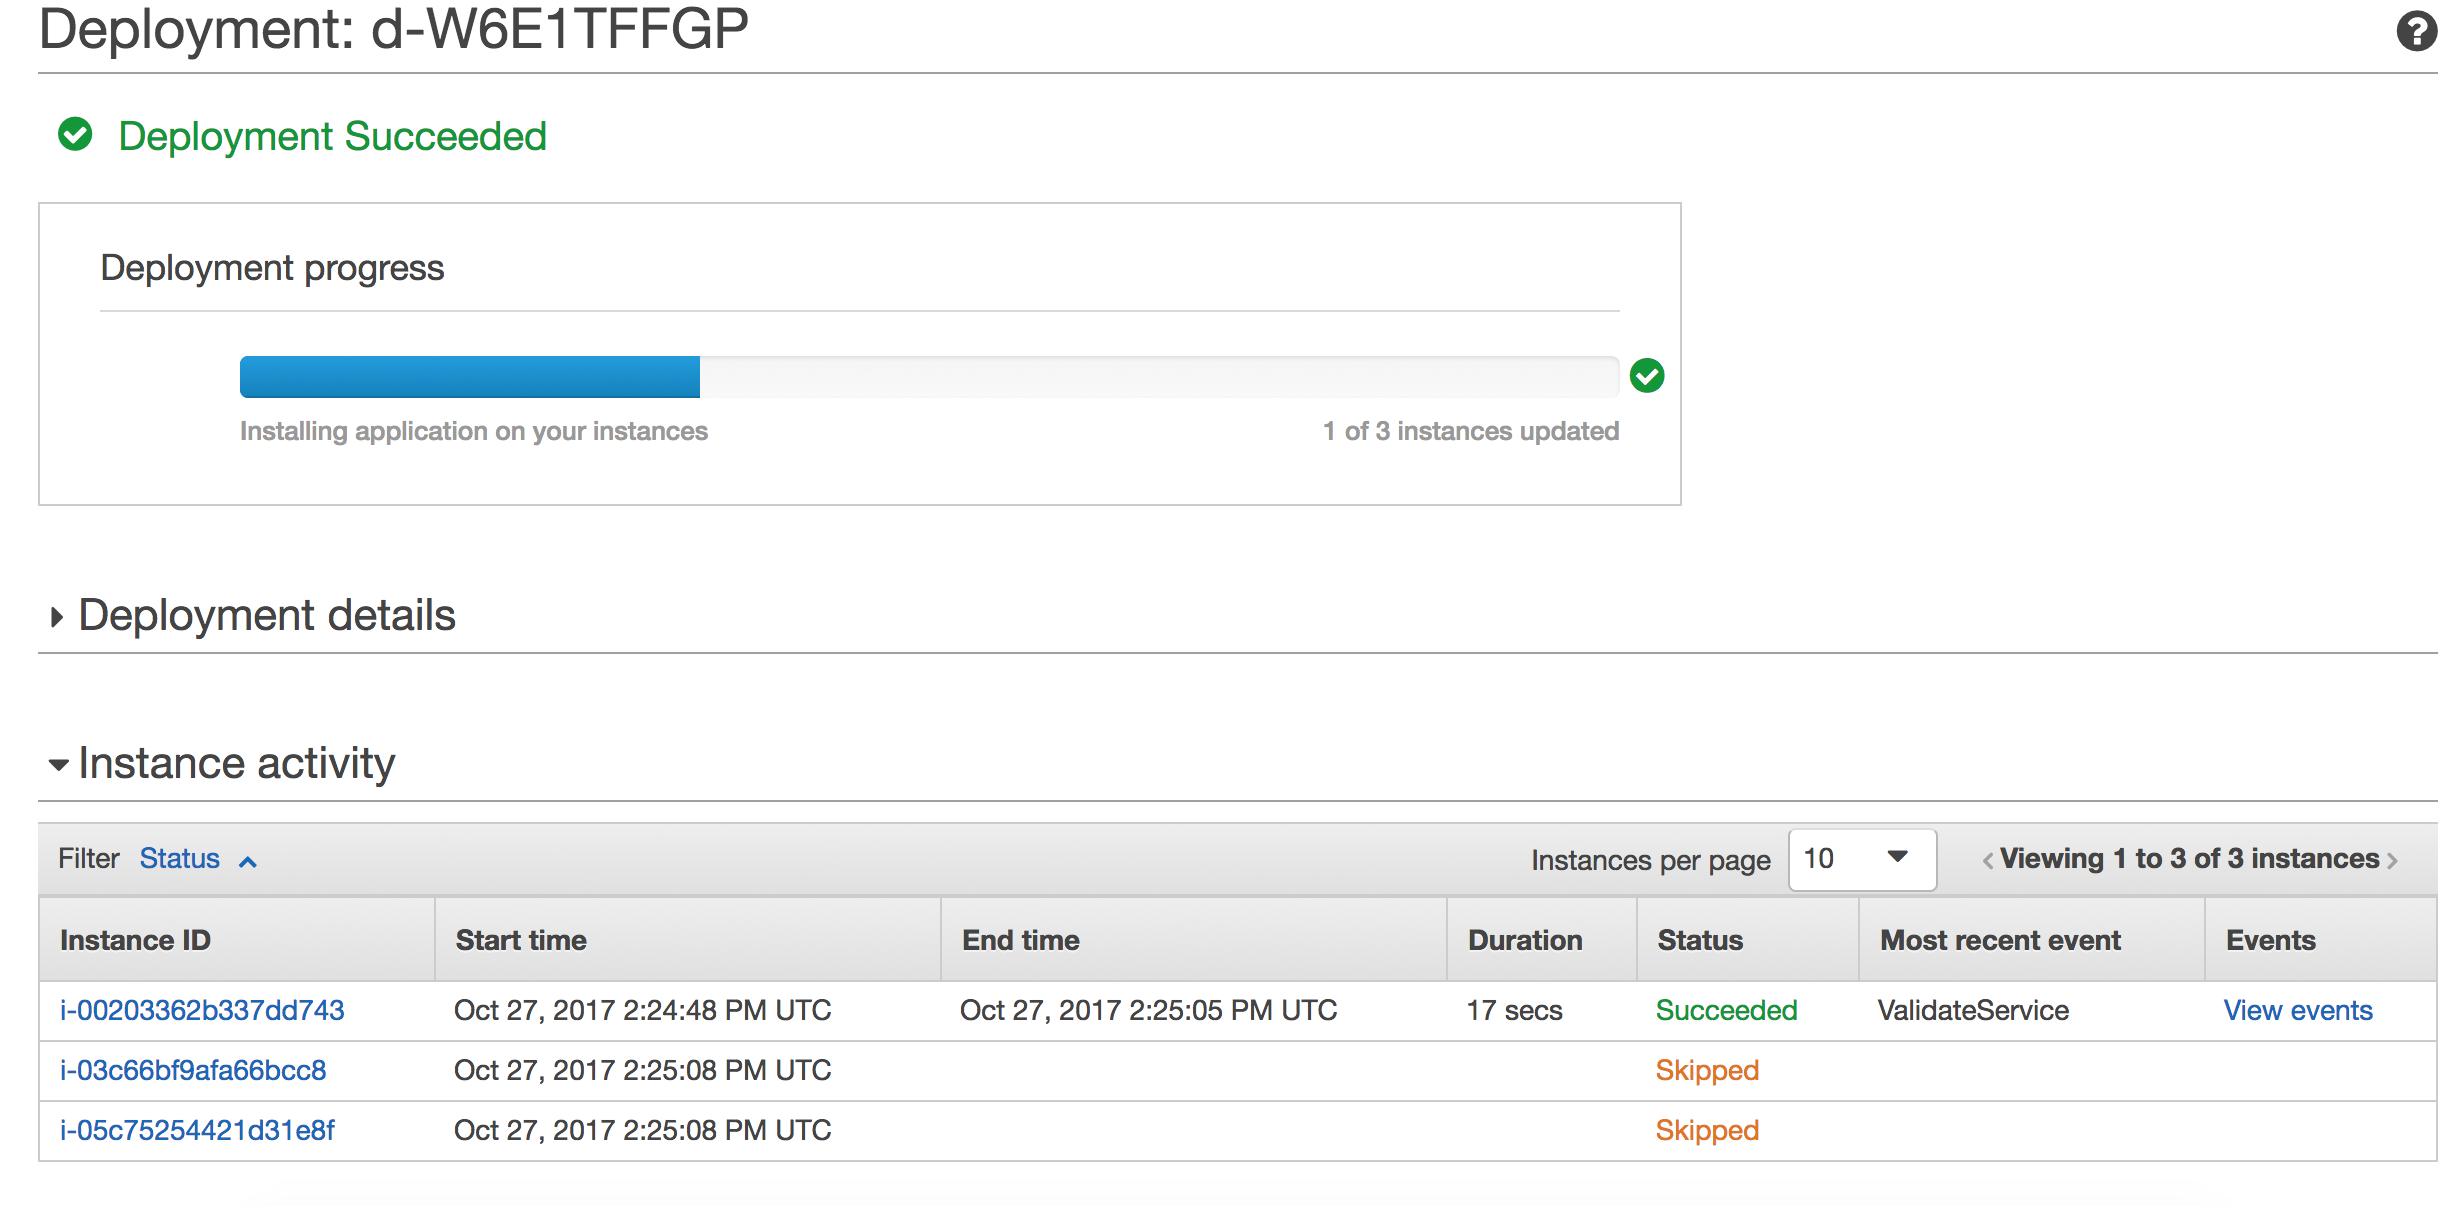 Deployment: d-W6E1TFFGP
Deployment Succeeded
Deployment progress
Installing application on your instances 1 of 3 instances updated
Deployment details
Instance activity
Filter Status Instances per page 10 Viewing 1 to 3 of 3 instances
Instance ID Start time End time Duration Status Most recent event Events
i-00203362b337dd743 Oct 27, 2017 2:24:48 PM UTC Oct 27, 2017 2:25:05 PM UTC 17 secs Succeeded ValidateService View events
i-03c66bf9afa66bcc8 Oct 27, 2017 2:25:08 PM UTC Skipped
i-05c75254421d31e8f Oct 27, 2017 2:25:08 PM UTC Skipped